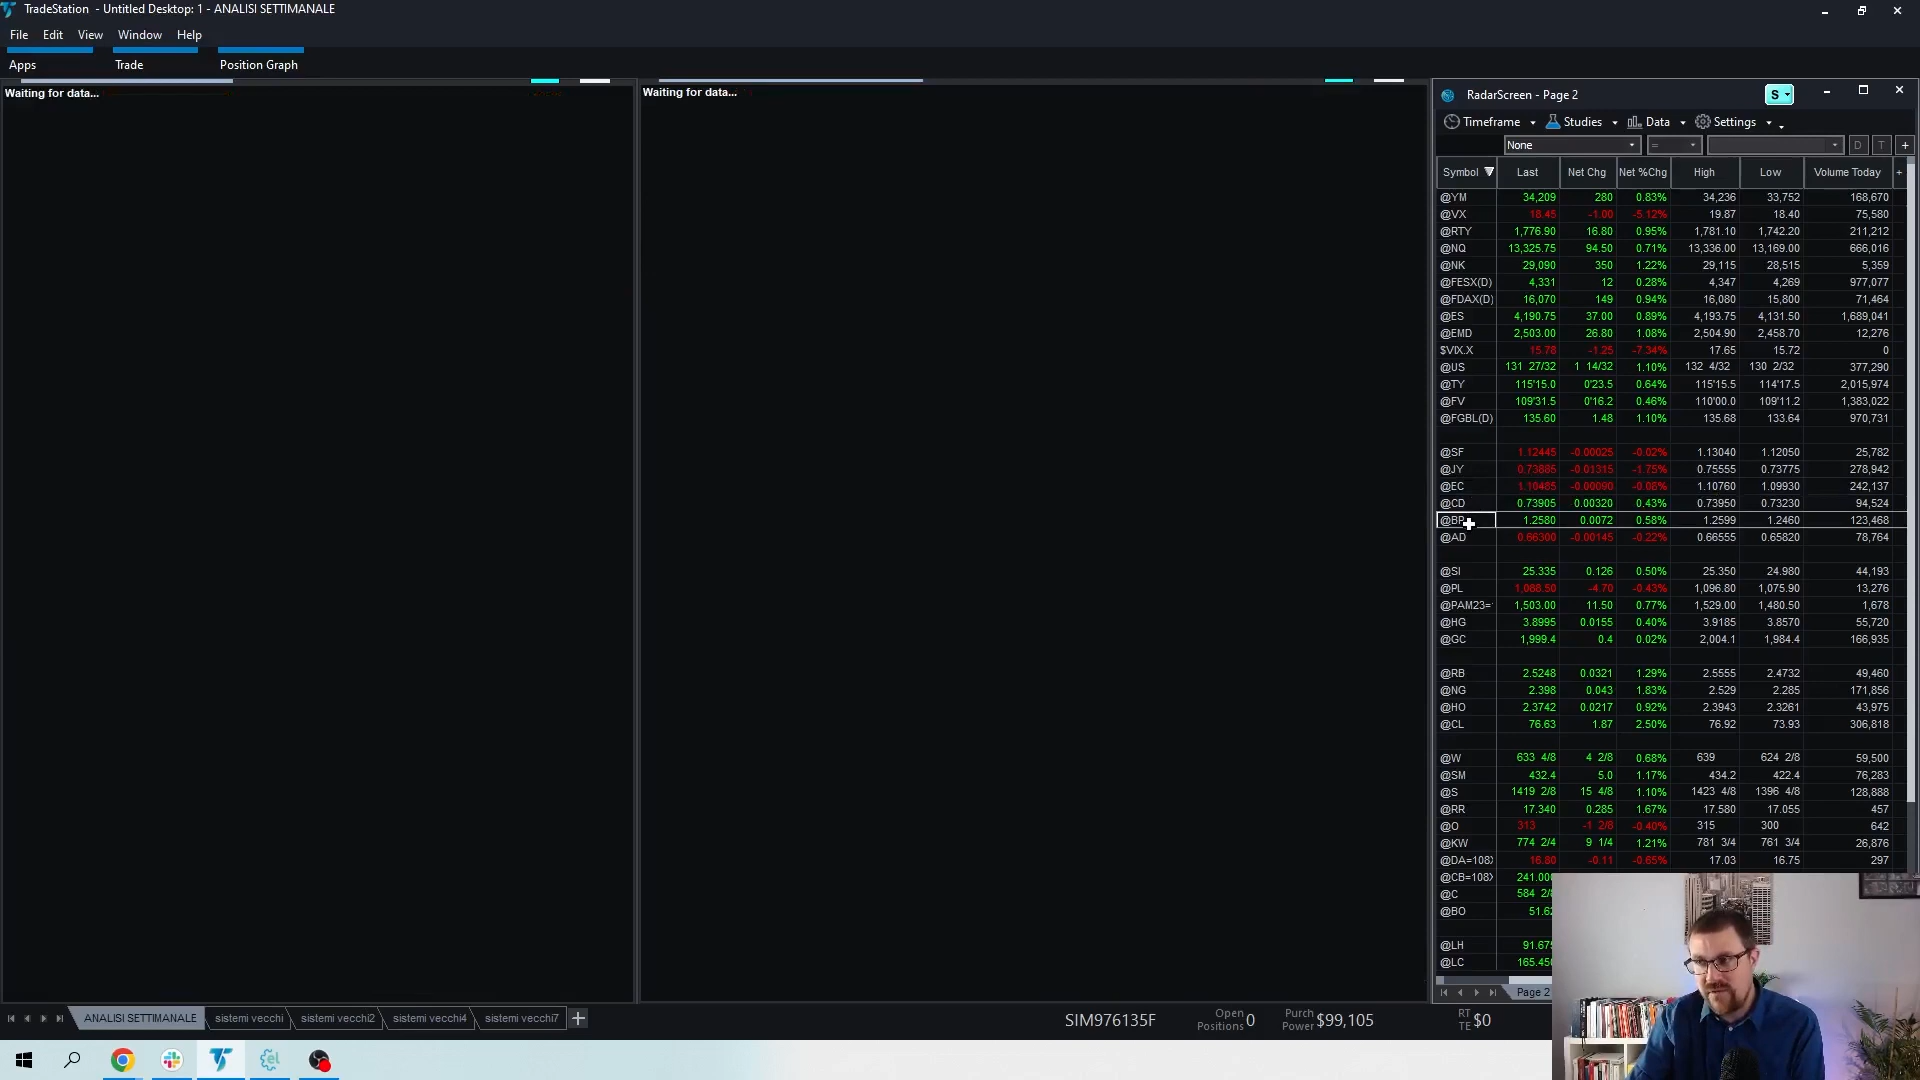 TradeStation - Untitled Desktop: 1 - ANALISI SETTIMANALE
File Edit View Window Help
Apps Trade Position Graph
Waiting for data...
Waiting for data...
RadarScreen - Page 2
S
Timeframe Studies Data Settings
None = D T +
Symbol Last Net Chg Net %Chg High Low Volume Today +
@YM 34,209 280 0.83% 34,236 33,752 168,670
@VX 18.45 -1.00 -5.12% 19.87 18.40 75,580
@RTY 1,776.90 16.80 0.95% 1,781.10 1,742.20 211,212
@NQ 13,325.75 94.50 0.71% 13,336.00 13,169.00 666,016
@NK 29,090 350 1.22% 29,115 28,515 5,359
@FESX(D) 4,331 12 0.28% 4,347 4,269 977,077
@FDAX(D) 16,070 149 0.94% 16,080 15,800 71,464
@ES 4,190.75 37.00 0.89% 4,193.75 4,131.50 1,689,041
@EMD 2,503.00 26.80 1.08% 2,504.90 2,458.70 12,276
$VIX.X 15.78 -1.25 -7.34% 17.65 15.72 0
@US 131 27/32 1 14/32 1.10% 132 4/32 130 2/32 377,290
@TY 115'15.0 0'23.5 0.64% 115'15.5 114'17.5 2,015,974
@FV 109'31.5 0'16.2 0.46% 110'00.0 109'11.2 1,383,022
@FGBL(D) 135.60 1.48 1.10% 135.68 133.64 970,731
@SF 1.12445 -0.00025 -0.02% 1.13040 1.12050 25,782
@JY 0.73885 -0.01315 -1.75% 0.75555 0.73775 278,942
@EC 1.10485 -0.00090 -0.08% 1.10760 1.09930 242,137
@CD 0.73905 0.00320 0.43% 0.73950 0.73230 94,524
@BP 1.2580 0.0072 0.58% 1.2599 1.2460 123,468
@AD 0.66300 -0.00145 -0.22% 0.66555 0.65820 78,764
@SI 25.335 0.126 0.50% 25.350 24.980 44,193
@PL 1,088.50 -4.70 -0.43% 1,096.80 1,075.90 13,276
@PAM23= 1,503.00 11.50 0.77% 1,529.00 1,480.50 1,678
@HG 3.8995 0.0155 0.40% 3.9185 3.8570 55,720
@GC 1,999.4 0.4 0.02% 2,004.1 1,984.4 166,935
@RB 2.5248 0.0321 1.29% 2.5555 2.4732 49,460
@NG 2.398 0.043 1.83% 2.529 2.285 171,856
@HO 2.3742 0.0217 0.92% 2.3943 2.3261 43,975
@CL 76.63 1.87 2.50% 76.92 73.93 306,818
@W 633 4/8 4 2/8 0.68% 639 624 2/8 59,500
@SM 432.4 5.0 1.17% 434.2 422.4 76,283
@S 1419 2/8 15 4/8 1.10% 1423 4/8 1396 4/8 128,888
@RR 17.340 0.285 1.67% 17.580 17.055 457
@O 313 -1 2/8 -0.40% 315 300 642
@KW 774 2/4 9 1/4 1.21% 781 3/4 761 3/4 26,876
@DA=108 16.80 -0.11 -0.65% 17.03 16.75 297
@CB=108 241.00
@C 584 2/
@BO 51.6
@LH 91.67
@LC 165.45
Page 2
ANALISI SETTIMANALE sistemi vecchi sistemi vecchi2 sistemi vecchi4 sistemi vecchi7 +
SIM976135F Open Positions 0 Purch Power $99,105 RT TE $0